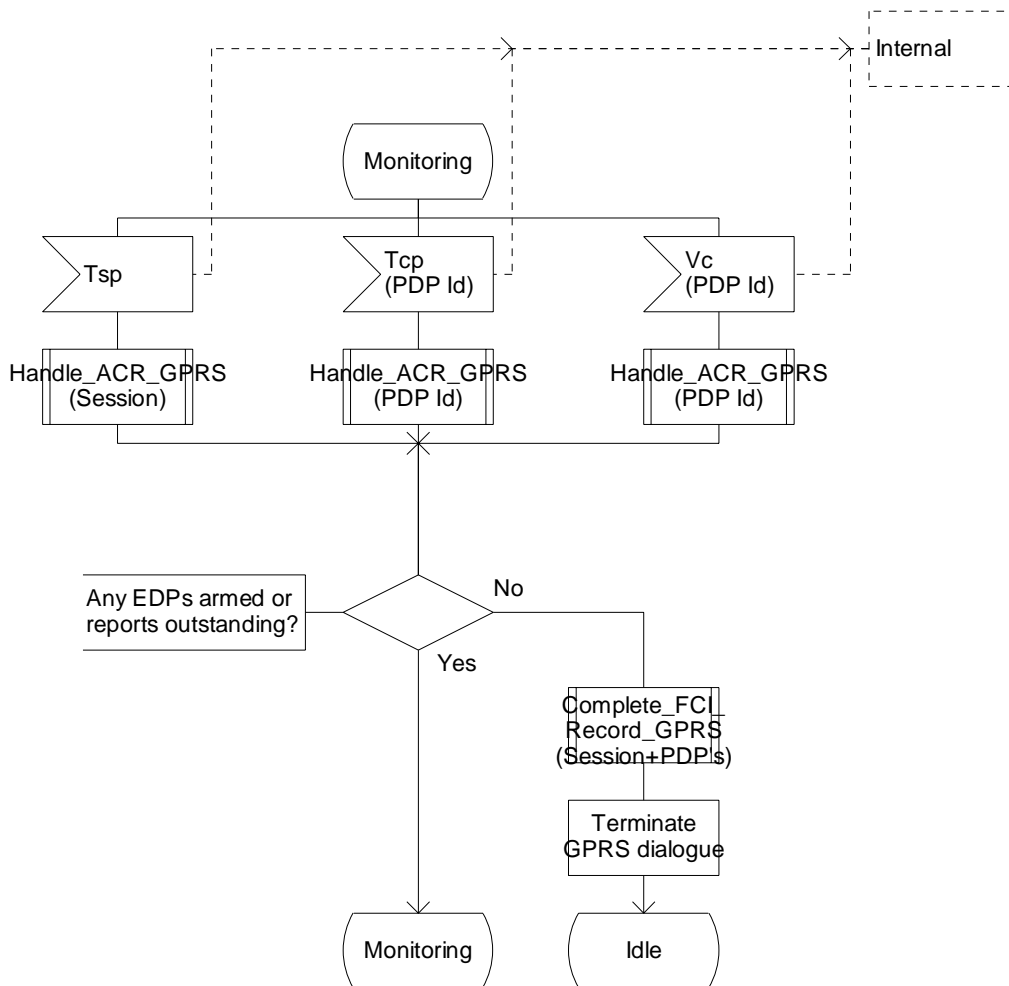 Internal
Monitoring
Tsp
Tcp
(PDP Id)
Vc
(PDP Id)
Handle_ACR_GPRS
(Session)
Handle_ACR_GPRS
(PDP Id)
Handle_ACR_GPRS
(PDP Id)
Any EDPs armed or
reports outstanding?
No
Yes
Complete_FCI_
Record_GPRS
(Session+PDP's)
Terminate
GPRS dialogue
Monitoring
Idle